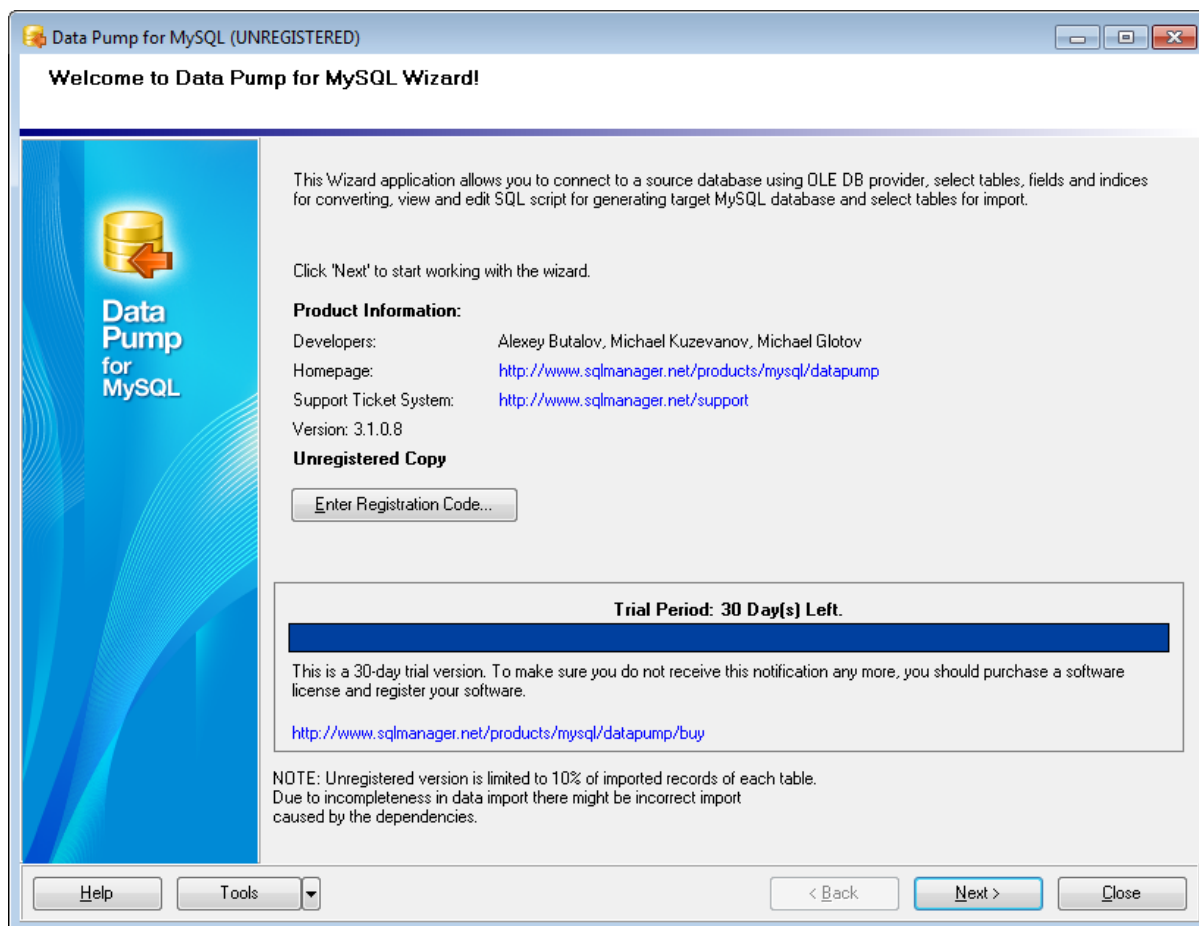 Data Pump for MySQL (UNREGISTERED)
Welcome to Data Pump for MySQL Wizard!
Data
Pump
for
MySQL
This Wizard application allows you to connect to a source database using OLE DB provider, select tables, fields and indices
for converting, view and edit SQL script for generating target MySQL database and select tables for import.
Click 'Next' to start working with the wizard.
Product Information:
Developers: Alexey Butalov, Michael Kuzevanov, Michael Glotov
Homepage: http://www.sqlmanager.net/products/mysql/datapump
Support Ticket System: http://www.sqlmanager.net/support
Version: 3.1.0.8
Unregistered Copy
Enter Registration Code...
Trial Period: 30 Day(s) Left.
This is a 30-day trial version. To make sure you do not receive this notification any more, you should purchase a software
license and register your software.
http://www.sqlmanager.net/products/mysql/datapump/buy
NOTE: Unregistered version is limited to 10% of imported records of each table.
Due to incompleteness in data import there might be incorrect import
caused by the dependencies.
Help Tools < Back Next > Close